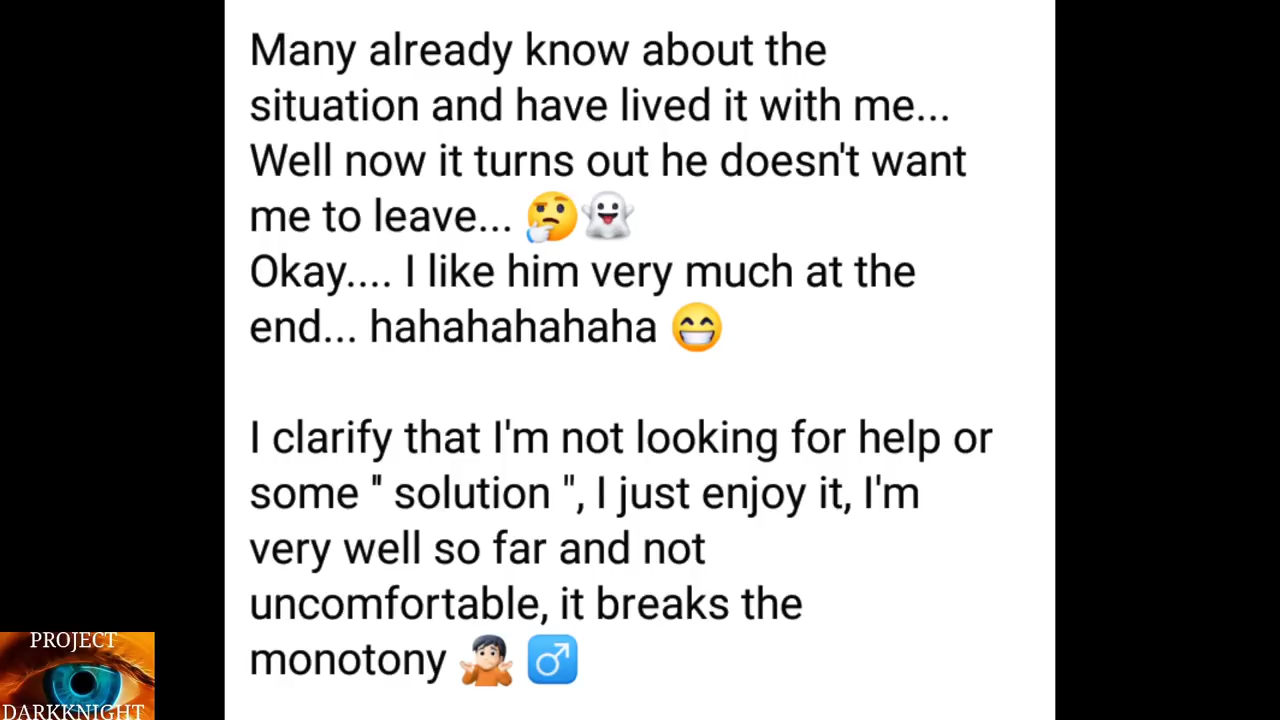 Many already know about the
situation and have lived it with me...
Well now it turns out he doesn't want
me to leave... 🤔👻
Okay.... I like him very much at the
end... hahahahahaha 😁
I clarify that I'm not looking for help or
some " solution ", I just enjoy it, I'm
very well so far and not
uncomfortable, it breaks the
monotony 🤷🏻 ♂️
PROJECT
DARKKNIGHT